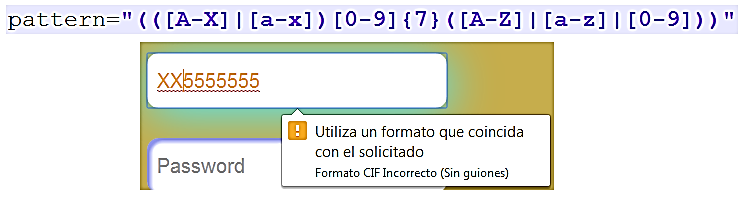 pattern="(([A-X]|[a-x])[0-9]{7}([A-Z]|[a-z]|[0-9]))"
XX5555555
Utiliza un formato que coincida
con el solicitado
Password
Formato CIF Incorrecto (Sin guiones)